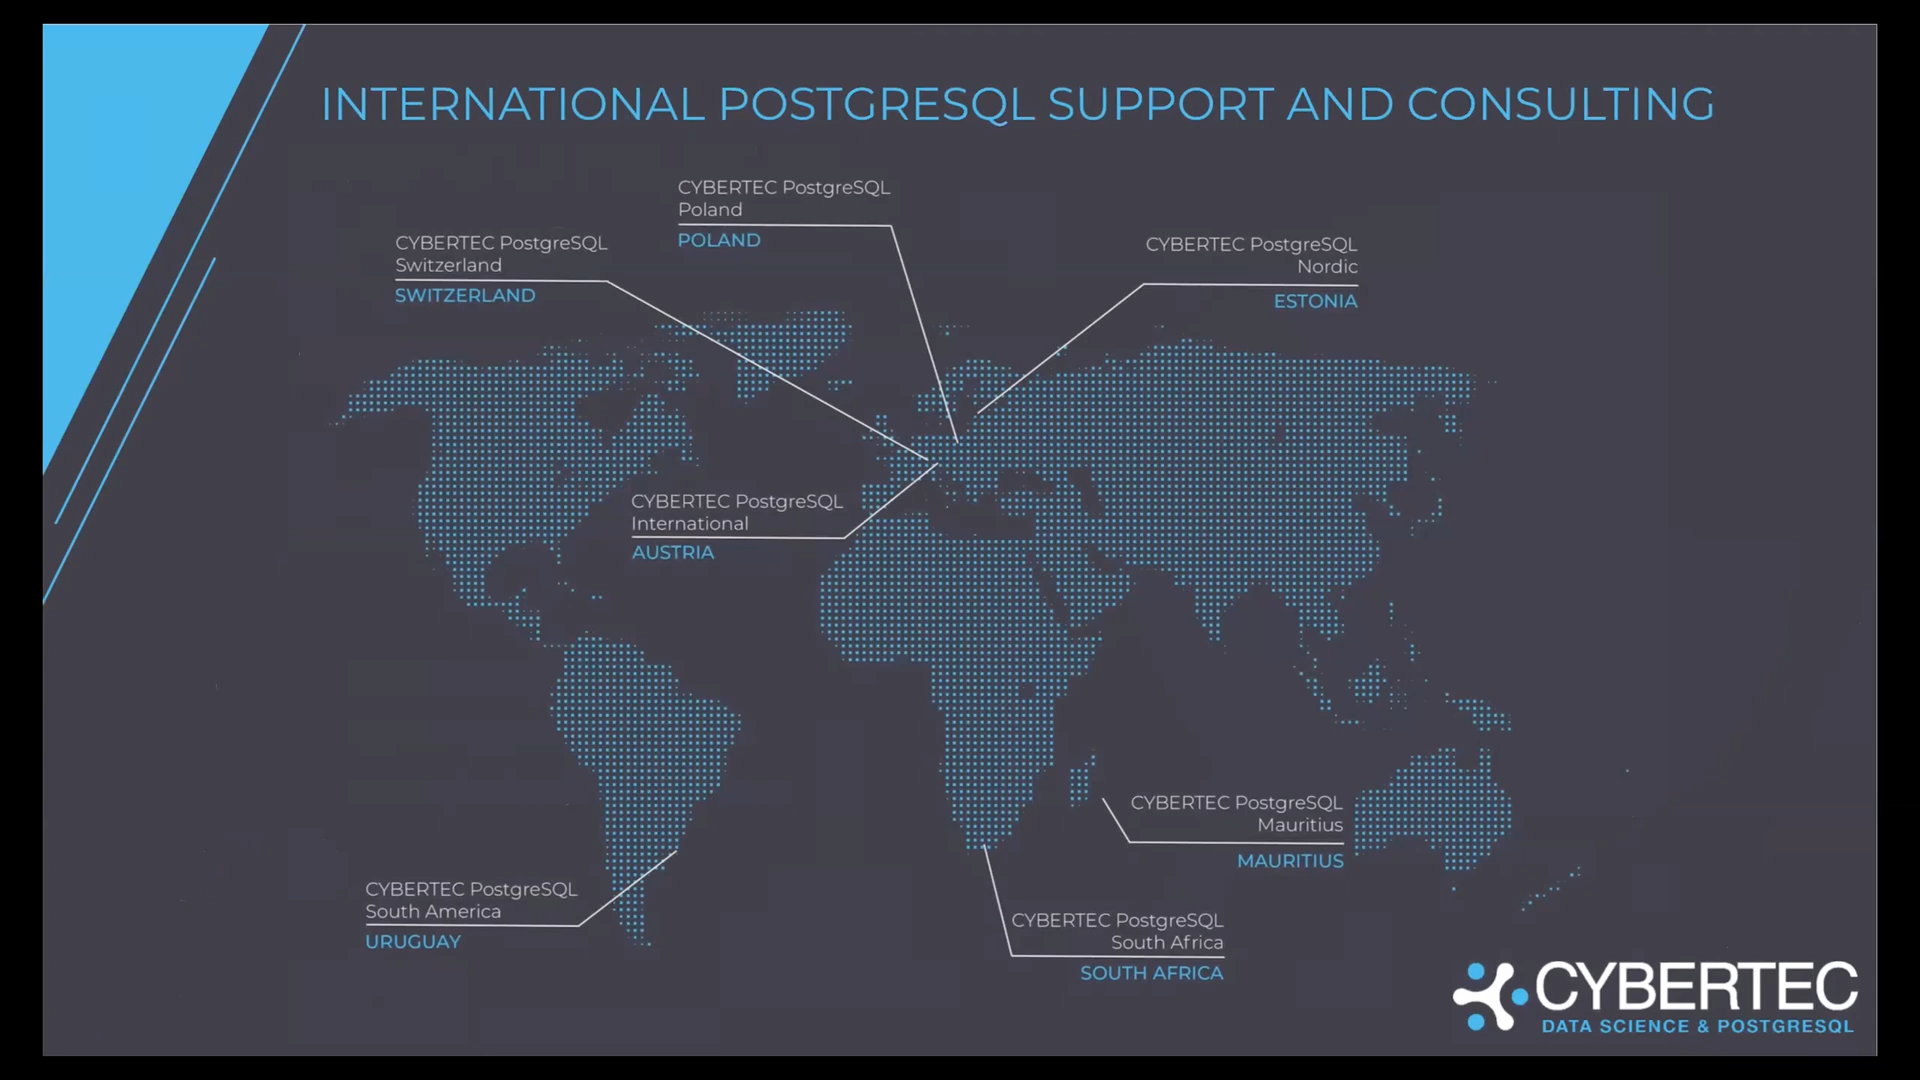 INTERNATIONAL POSTGRESQL SUPPORT AND CONSULTING
CYBERTEC PostgreSQL
Poland
POLAND
CYBERTEC PostgreSQL
Switzerland
SWITZERLAND
CYBERTEC PostgreSQL
Nordic
ESTONIA
CYBERTEC PostgreSQL
International
AUSTRIA
CYBERTEC PostgreSQL
Mauritius
MAURITIUS
CYBERTEC PostgreSQL
South America
URUGUAY
CYBERTEC PostgreSQL
South Africa
SOUTH AFRICA
CYBERTEC
DATA SCIENCE & POSTGRESQL